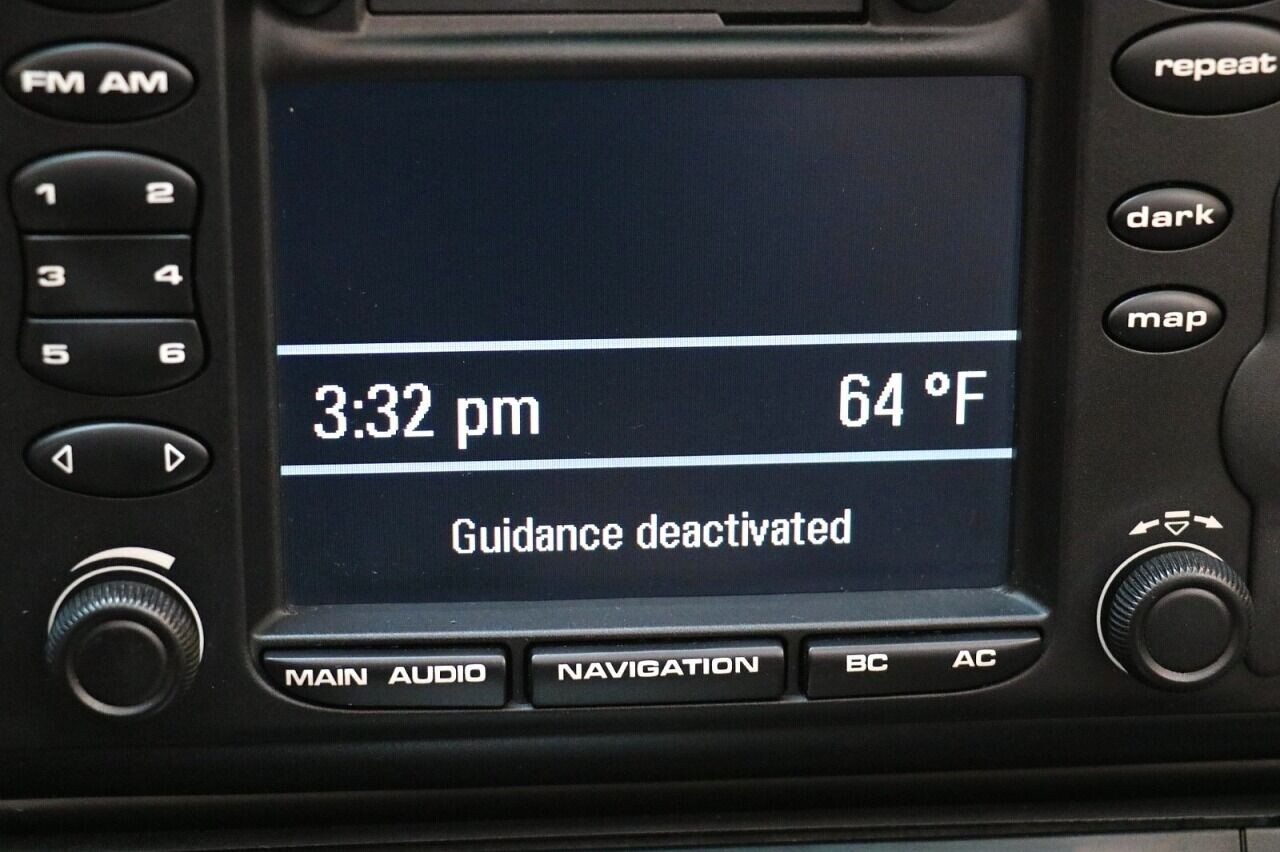 FM AM
repeat
1 2
dark
3 4
map
5 6
3:32 pm 64 °F
Guidance deactivated
MAIN AUDIO NAVIGATION BC AC